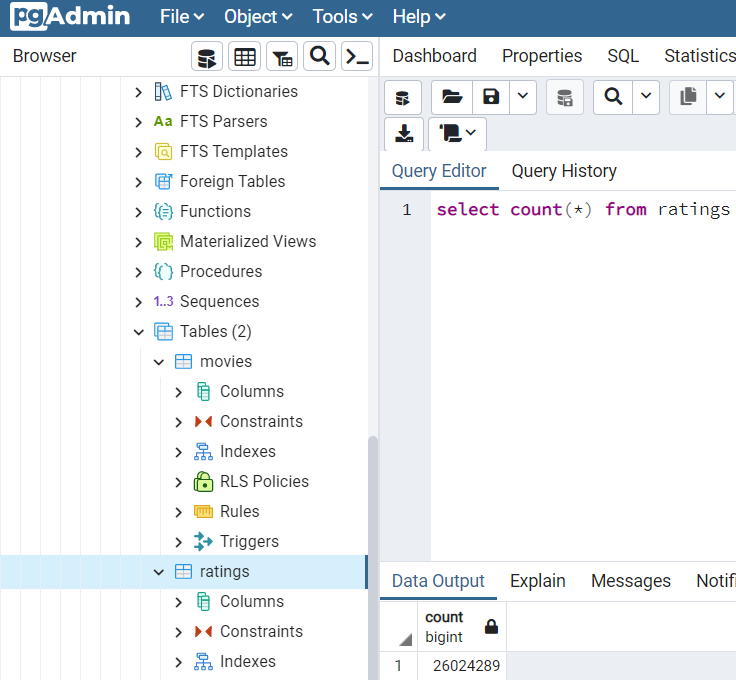 pgAdmin File Object Tools Help
Browser
Dashboard Properties SQL Statistics
FTS Dictionaries
Aa FTS Parsers
FTS Templates
Foreign Tables
Functions
Materialized Views
Procedures
1..3 Sequences
Tables (2)
movies
Columns
Constraints
Indexes
RLS Policies
Rules
Triggers
ratings
Columns
Constraints
Indexes
Query Editor Query History
1 select count(*) from ratings
Data Output Explain Messages Notifi
count
bigint
1 26024289